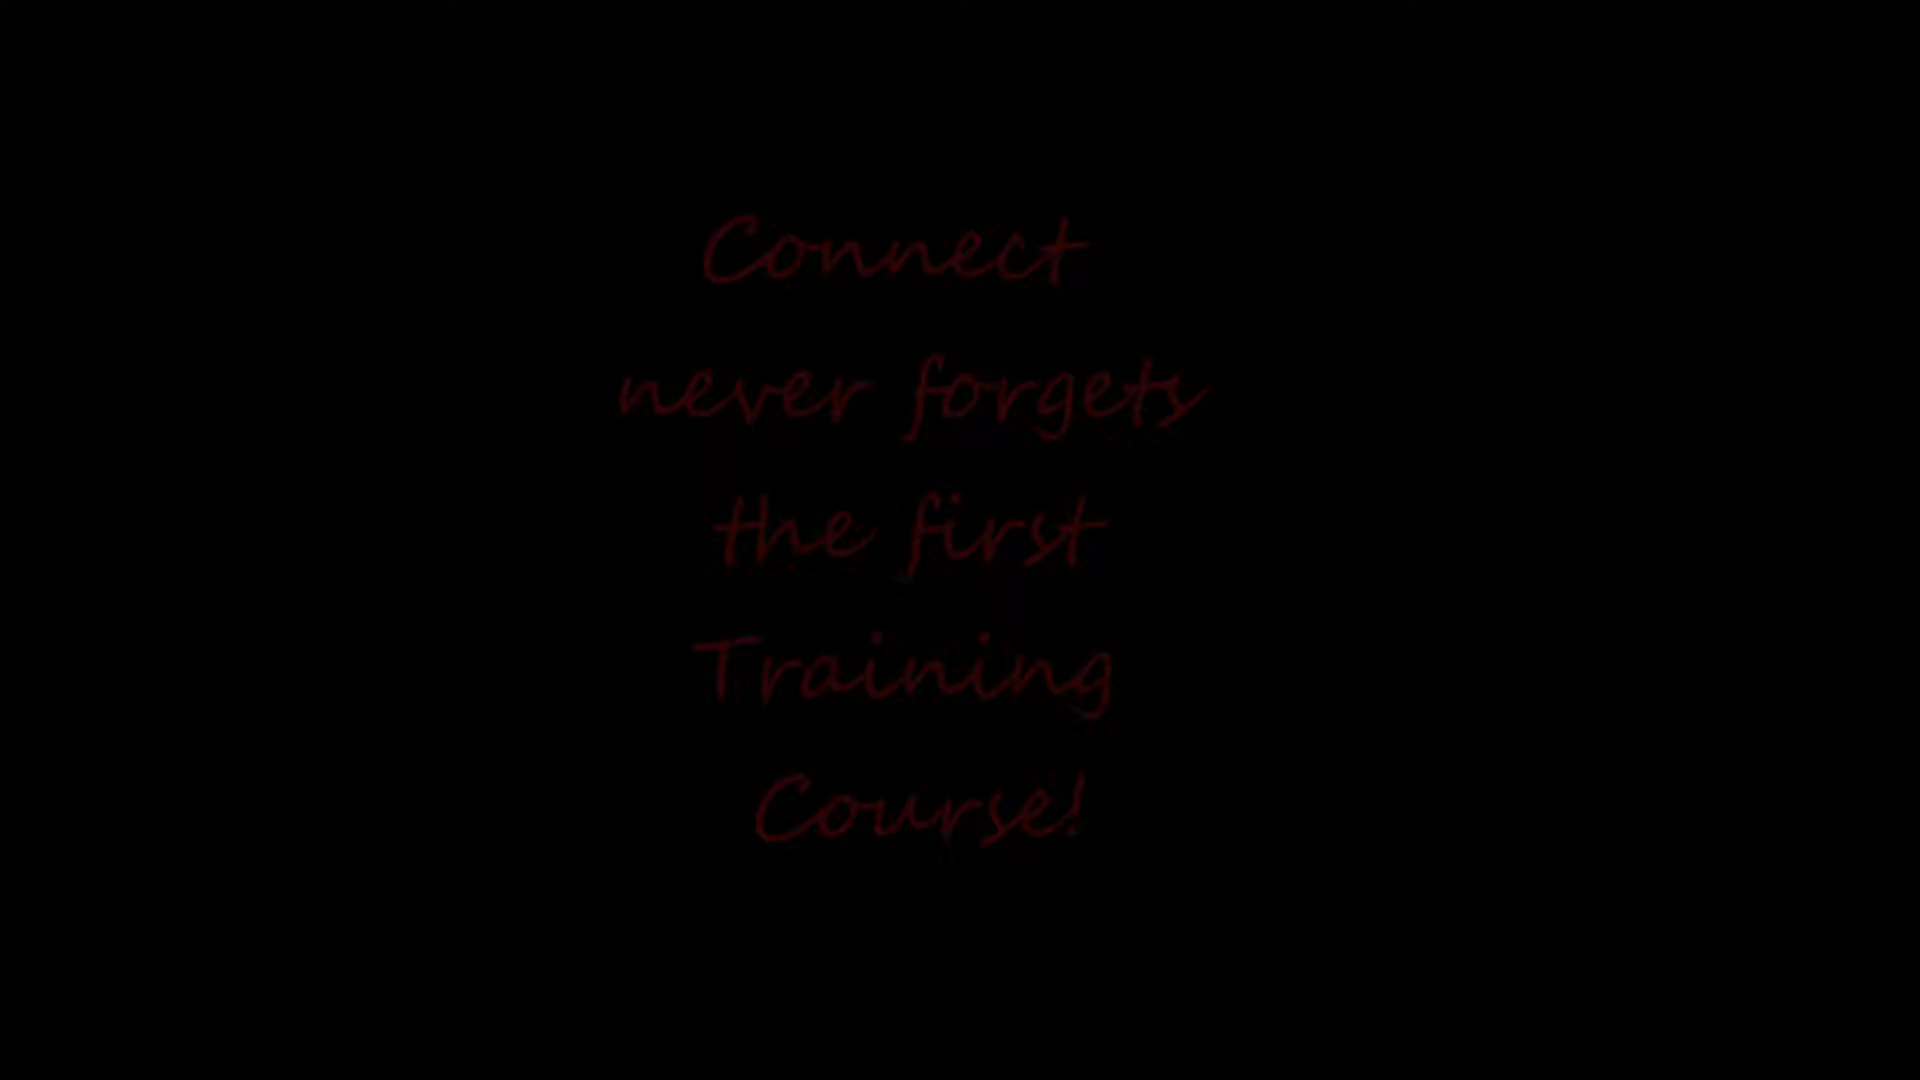 Connect
never forgets
the first
Training
Course!